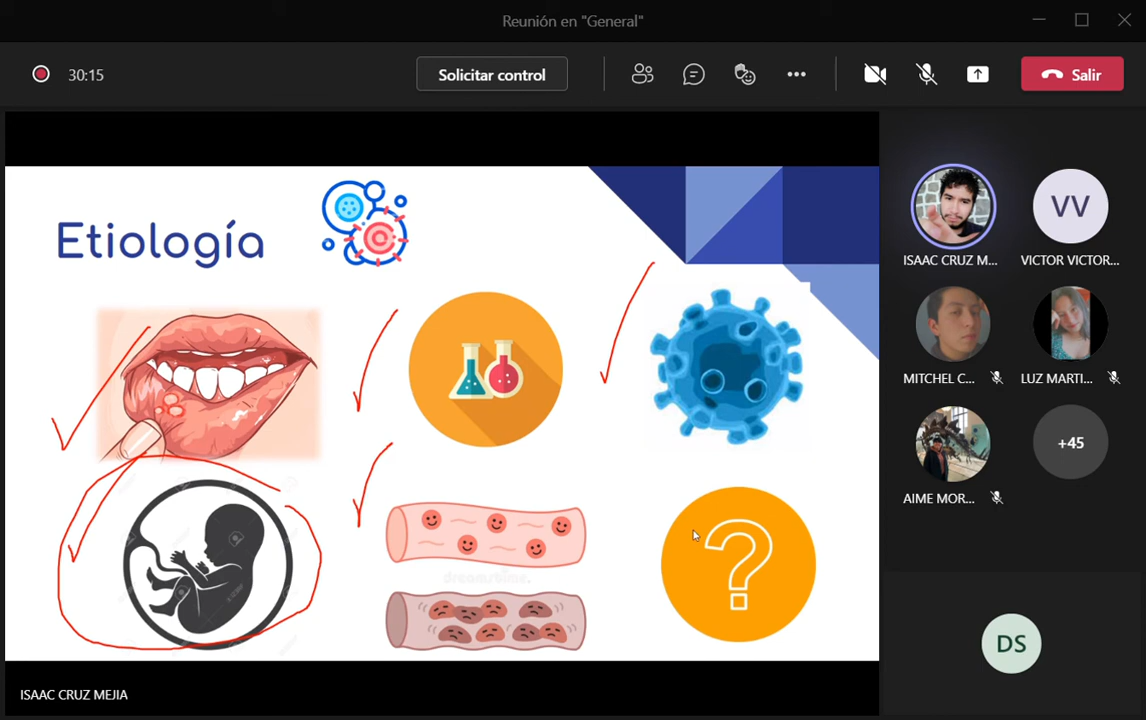 Reunión en "General"
30:15
Solicitar control
Salir
Etiología
ISAAC CRUZ M...
VV
VICTOR VICTOR...
MITCHEL C...
LUZ MARTI...
AIME MOR...
+45
?
dreamstime.
DS
ISAAC CRUZ MEJIA